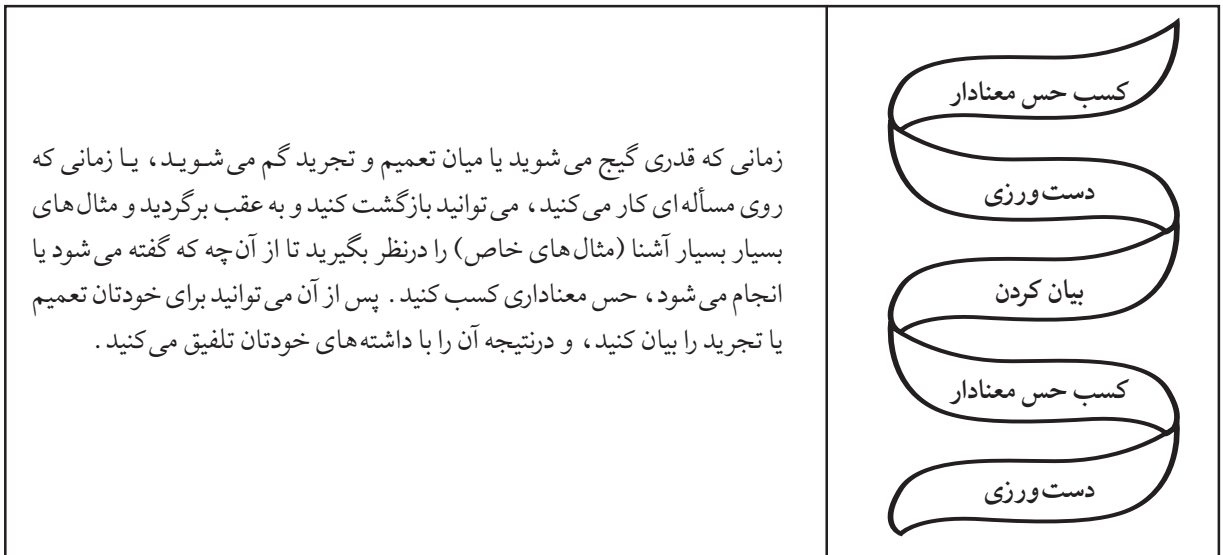 زمانی که قدری گیج می‌شوید یا میان تعمیم و تجرید گم می‌شـویـد، یـا زمانی که
روی مسأله‌ای کار می‌کنید، می‌توانید بازگشت کنید و به عقب برگردید و مثال‌های
بسیار بسیار آشنا (مثال‌های خاص) را درنظر بگیرید تا از آن‌چه که گفته می‌شود یا
انجام می‌شود، حس معناداری کسب کنید. پس از آن می‌توانید برای خودتان تعمیم
یا تجرید را بیان کنید، و درنتیجه آن را با داشته‌های خودتان تلفیق می‌کنید.
کسب حس معنادار
دست‌ورزی
بیان کردن
کسب حس معنادار
دست‌ورزی